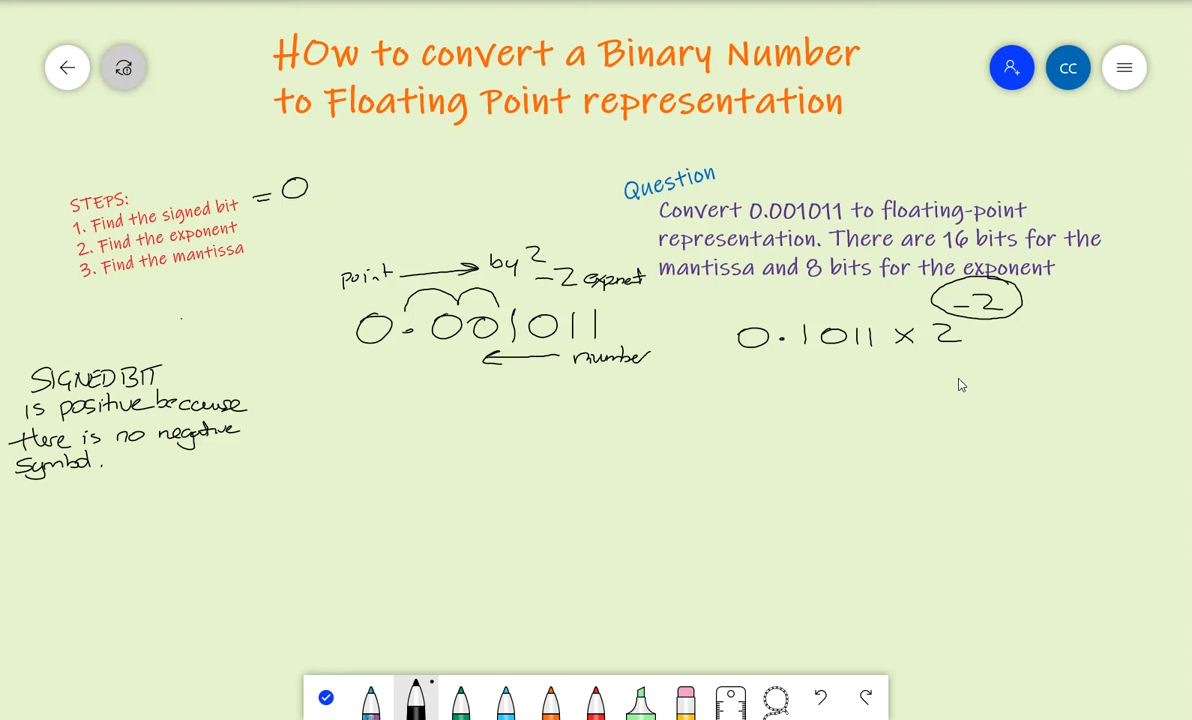 HOw to convert a Binary Number
to Floating Point representation
CC
STEPS:
1. Find the signed bit
2. Find the exponent
3. Find the mantissa
= 0
Question
Convert 0.001011 to floating-point
representation. There are 16 bits for the
mantissa and 8 bits for the exponent
point → by 2
-2 exponet
0.001011
← number
0.1011 × 2
-2
SIGNED BIT
is positive beccause
there is no negative
symbol.